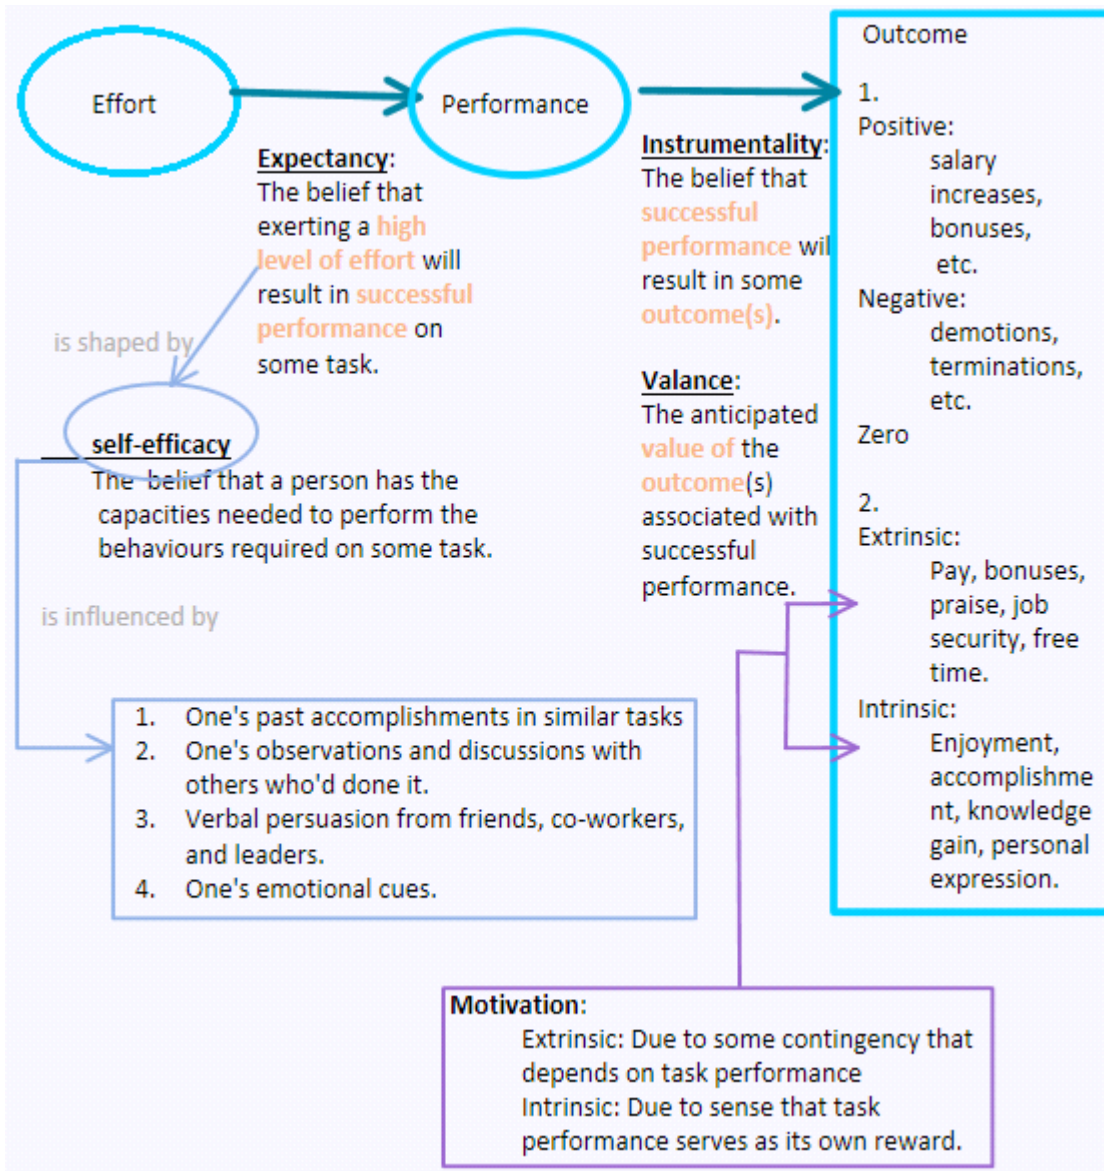 Effort
Performance
Expectancy:
The belief that
exerting a high
level of effort will
result in successful
performance on
some task.
is shaped by
self-efficacy
The belief that a person has the
capacities needed to perform the
behaviours required on some task.
is influenced by
1. One's past accomplishments in similar tasks
2. One's observations and discussions with
others who'd done it.
3. Verbal persuasion from friends, co-workers,
and leaders.
4. One's emotional cues.
Instrumentality:
The belief that
successful
performance wil
result in some
outcome(s).
Valance:
The anticipated
value of the
outcome(s)
associated with
successful
performance.
Outcome
1.
Positive:
salary
increases,
bonuses,
etc.
Negative:
demotions,
terminations,
etc.
Zero
2.
Extrinsic:
Pay, bonuses,
praise, job
security, free
time.
Intrinsic:
Enjoyment,
accomplishme
nt, knowledge
gain, personal
expression.
Motivation:
Extrinsic: Due to some contingency that
depends on task performance
Intrinsic: Due to sense that task
performance serves as its own reward.